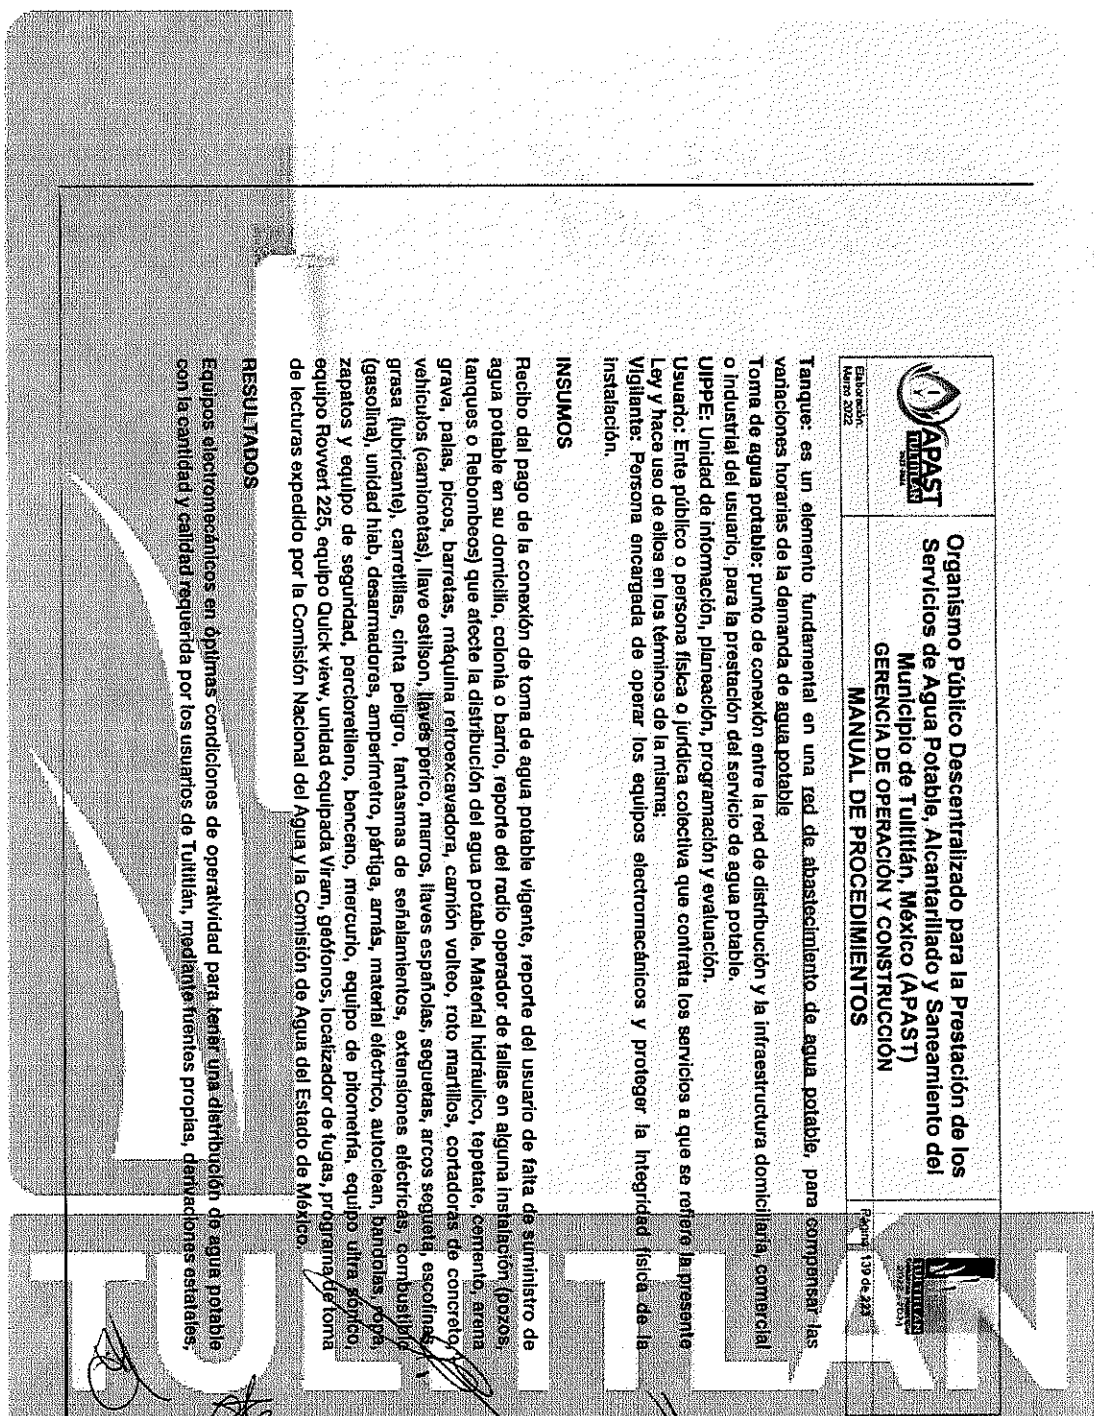 APAST
TULTITLÁN
Elaboración:
Marzo 2022
Organismo Público Descentralizado para la Prestación de los
Servicios de Agua Potable, Alcantarillado y Saneamiento del
Municipio de Tultitlán, México (APAST)
GERENCIA DE OPERACIÓN Y CONSTRUCCIÓN
MANUAL DE PROCEDIMIENTOS
TULTITLÁN
Página: 139 de 223
Tanque: es un elemento fundamental en una red de abastecimiento de agua potable, para compensar las
variaciones horarias de la demanda de agua potable
Toma de agua potable: punto de conexión entre la red de distribución y la infraestructura domiciliaria, comercial
o industrial del usuario, para la prestación del servicio de agua potable.
UIPPE: Unidad de información, planeación, programación y evaluación.
Usuario: Ente público o persona física o jurídica colectiva que contrata los servicios a que se refiere la presente
Ley y hace uso de ellos en los términos de la misma;
Vigilante: Persona encargada de operar los equipos electromecánicos y proteger la integridad física de la
instalación.
INSUMOS
Recibo dal pago de la conexión de toma de agua potable vigente, reporte del usuario de falta de suministro de
agua potable en su domicilio, colonia o barrio, reporte del radio operador de fallas en alguna instalación (pozos,
tanques o Rebombeos) que afecte la distribución del agua potable. Material hidráulico, tepetate, cemento, arena
grava, palas, picos, barretas, máquina retroexcavadora, camión volteo, roto martillos, cortadoras de concreto,
vehículos (camionetas), llave estilson, llaves perico, marros, llaves españolas, seguetas, arcos segueta, escofinas,
grasa (lubricante), carretillas, cinta peligro, fantasmas de señalamientos, extensiones eléctricas, combustible
(gasolina), unidad hiab, desarmadores, amperímetro, pártiga, arnás, material eléctrico, autoclean, bandolas, ropa,
zapatos y equipo de seguridad, percloretileno, benceno, mercurio, equipo de pitometría, equipo ultra sónico,
equipo Rovvert 225, equipo Quick view, unidad equipada Viram, geófonos, localizador de fugas, programa de toma
de lecturas expedido por la Comisión Nacional del Agua y la Comisión de Agua del Estado de México.
RESULTADOS
Equipos electromecánicos en óptimas condiciones de operatividad para tener una distribución de agua potable
con la cantidad y calidad requerida por los usuarios de Tultitlán, mediante fuentes propias, derivaciones estatales,
TULTITLÁN